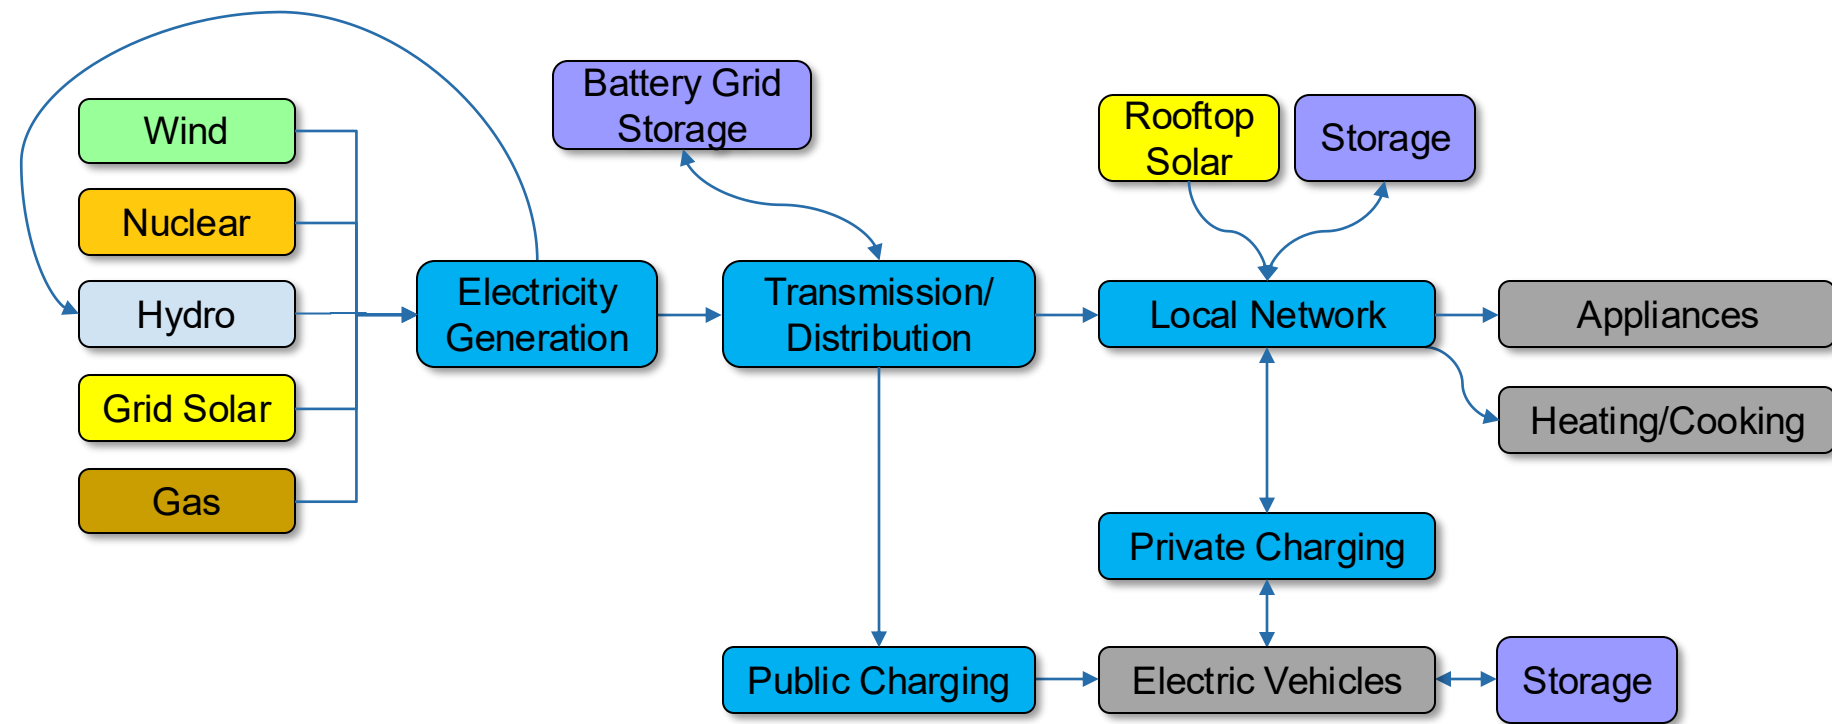 Battery Grid
Storage
Rooftop
Solar
Storage
Wind
Nuclear
Hydro
Grid Solar
Gas
Electricity
Generation
Transmission/
Distribution
Local Network
Appliances
Heating/Cooking
Private Charging
Public Charging
Electric Vehicles
Storage